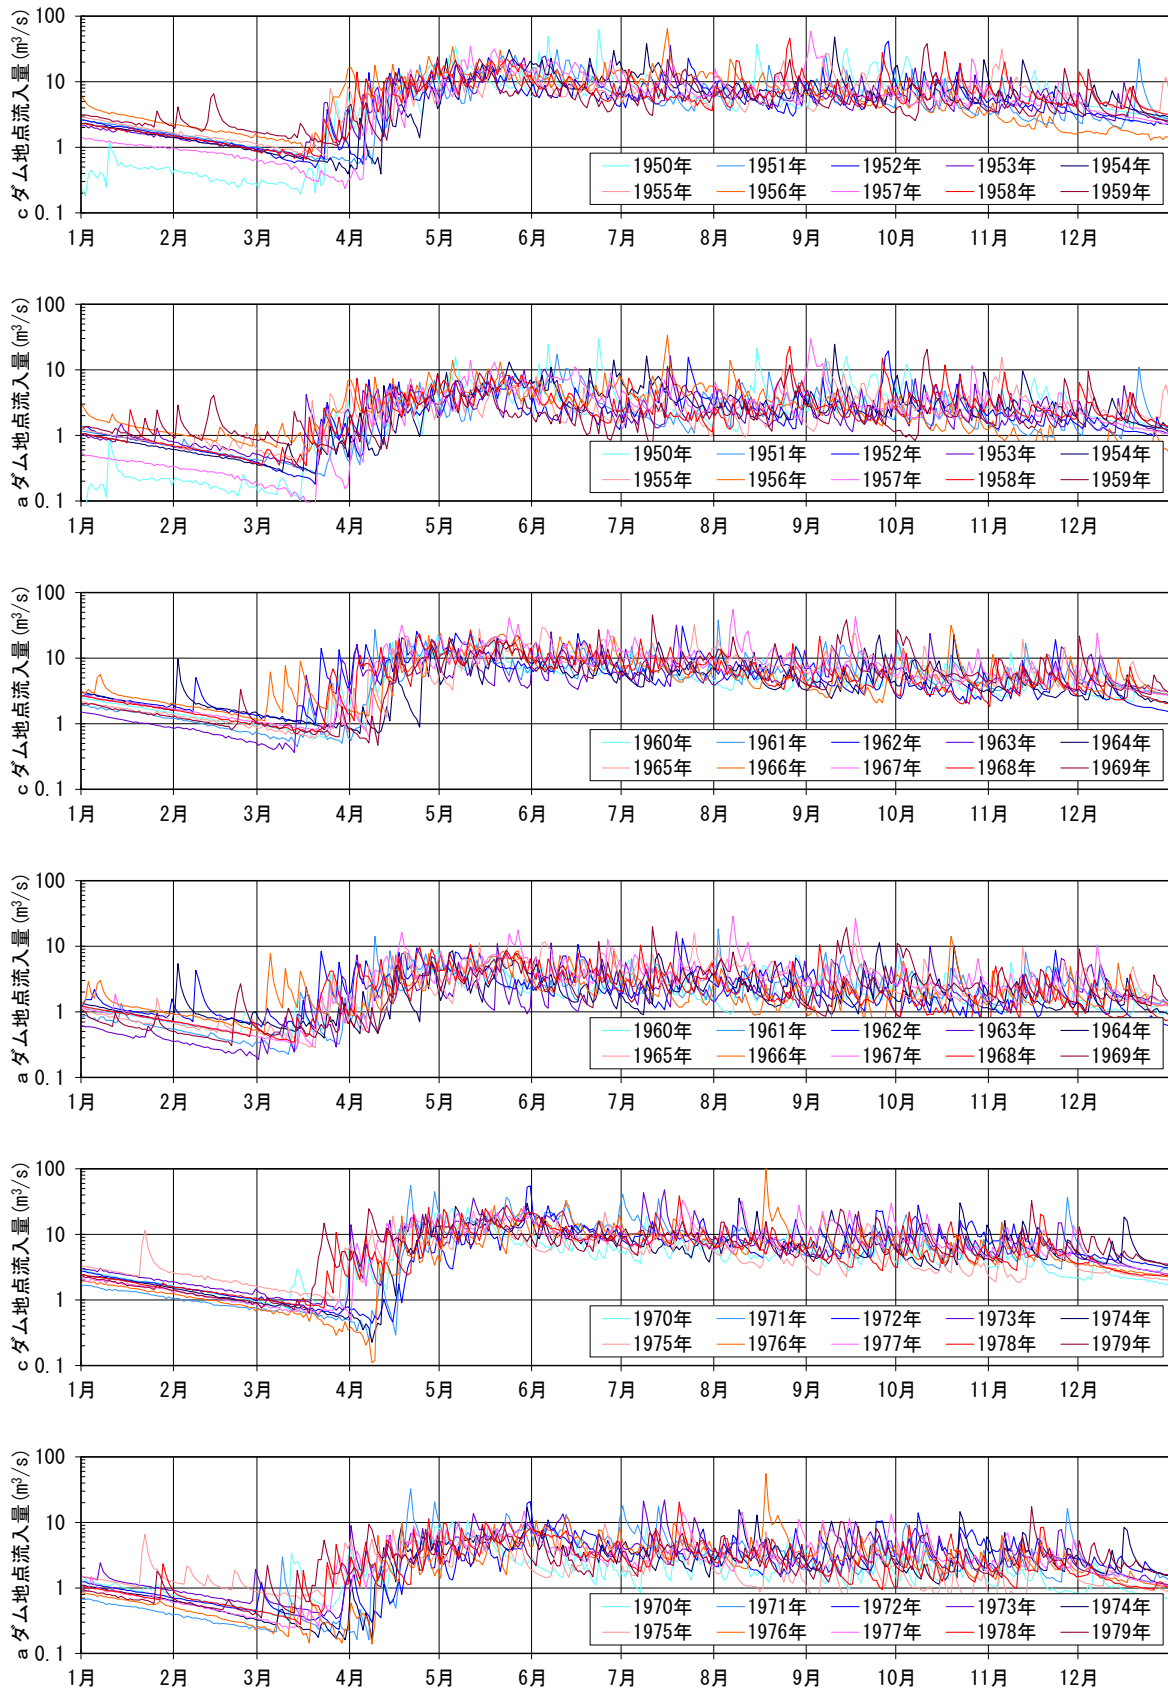 cダム地点流入量(m³/s)
100
10
1
0.1
1月 2月 3月 4月 5月 6月 7月 8月 9月 10月 11月 12月
1950年 1951年 1952年 1953年 1954年
1955年 1956年 1957年 1958年 1959年
aダム地点流入量(m³/s)
100
10
1
0.1
1月 2月 3月 4月 5月 6月 7月 8月 9月 10月 11月 12月
1950年 1951年 1952年 1953年 1954年
1955年 1956年 1957年 1958年 1959年
cダム地点流入量(m³/s)
100
10
1
0.1
1月 2月 3月 4月 5月 6月 7月 8月 9月 10月 11月 12月
1960年 1961年 1962年 1963年 1964年
1965年 1966年 1967年 1968年 1969年
aダム地点流入量(m³/s)
100
10
1
0.1
1月 2月 3月 4月 5月 6月 7月 8月 9月 10月 11月 12月
1960年 1961年 1962年 1963年 1964年
1965年 1966年 1967年 1968年 1969年
cダム地点流入量(m³/s)
100
10
1
0.1
1月 2月 3月 4月 5月 6月 7月 8月 9月 10月 11月 12月
1970年 1971年 1972年 1973年 1974年
1975年 1976年 1977年 1978年 1979年
aダム地点流入量(m³/s)
100
10
1
0.1
1月 2月 3月 4月 5月 6月 7月 8月 9月 10月 11月 12月
1970年 1971年 1972年 1973年 1974年
1975年 1976年 1977年 1978年 1979年